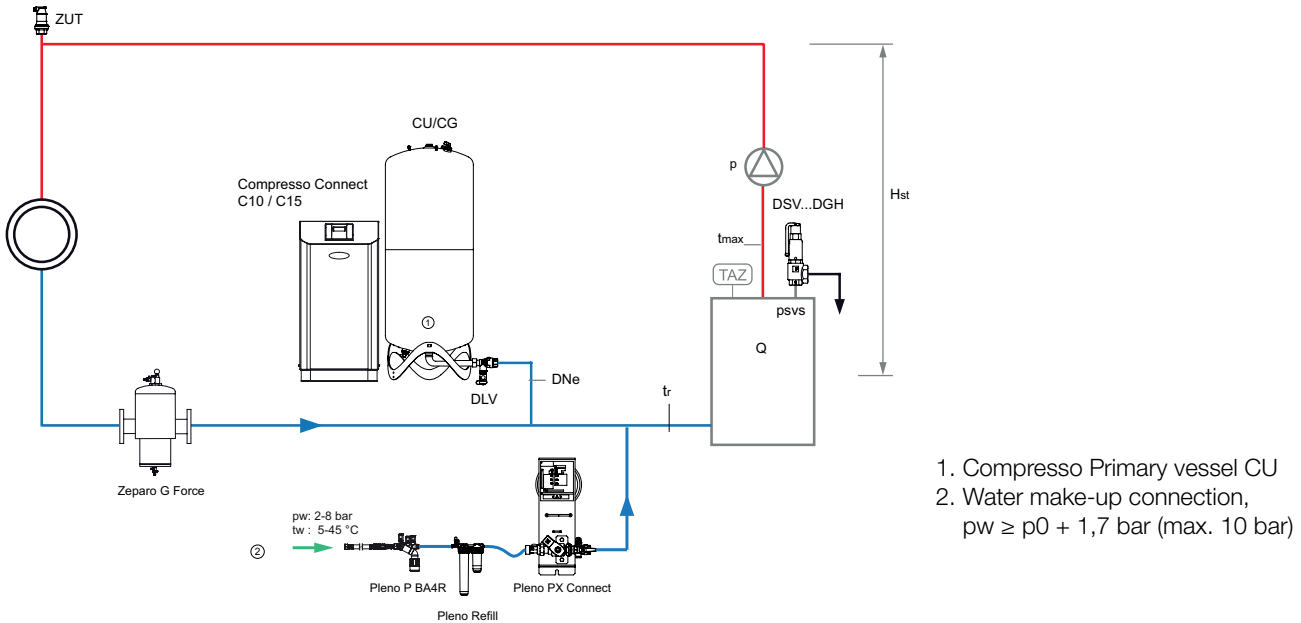 ZUT
CU/CG
Compresso Connect
C10 / C15
p
Hst
DSV...DGH
tmax
TAZ
psvs
1
Q
DNe
DLV
tr
Zeparo G Force
1. Compresso Primary vessel CU
2. Water make-up connection,
pw ≥ p0 + 1,7 bar (max. 10 bar)
pw: 2-8 bar
tw : 5-45 °C
2
Pleno P BA4R
Pleno PX Connect
Pleno Refill